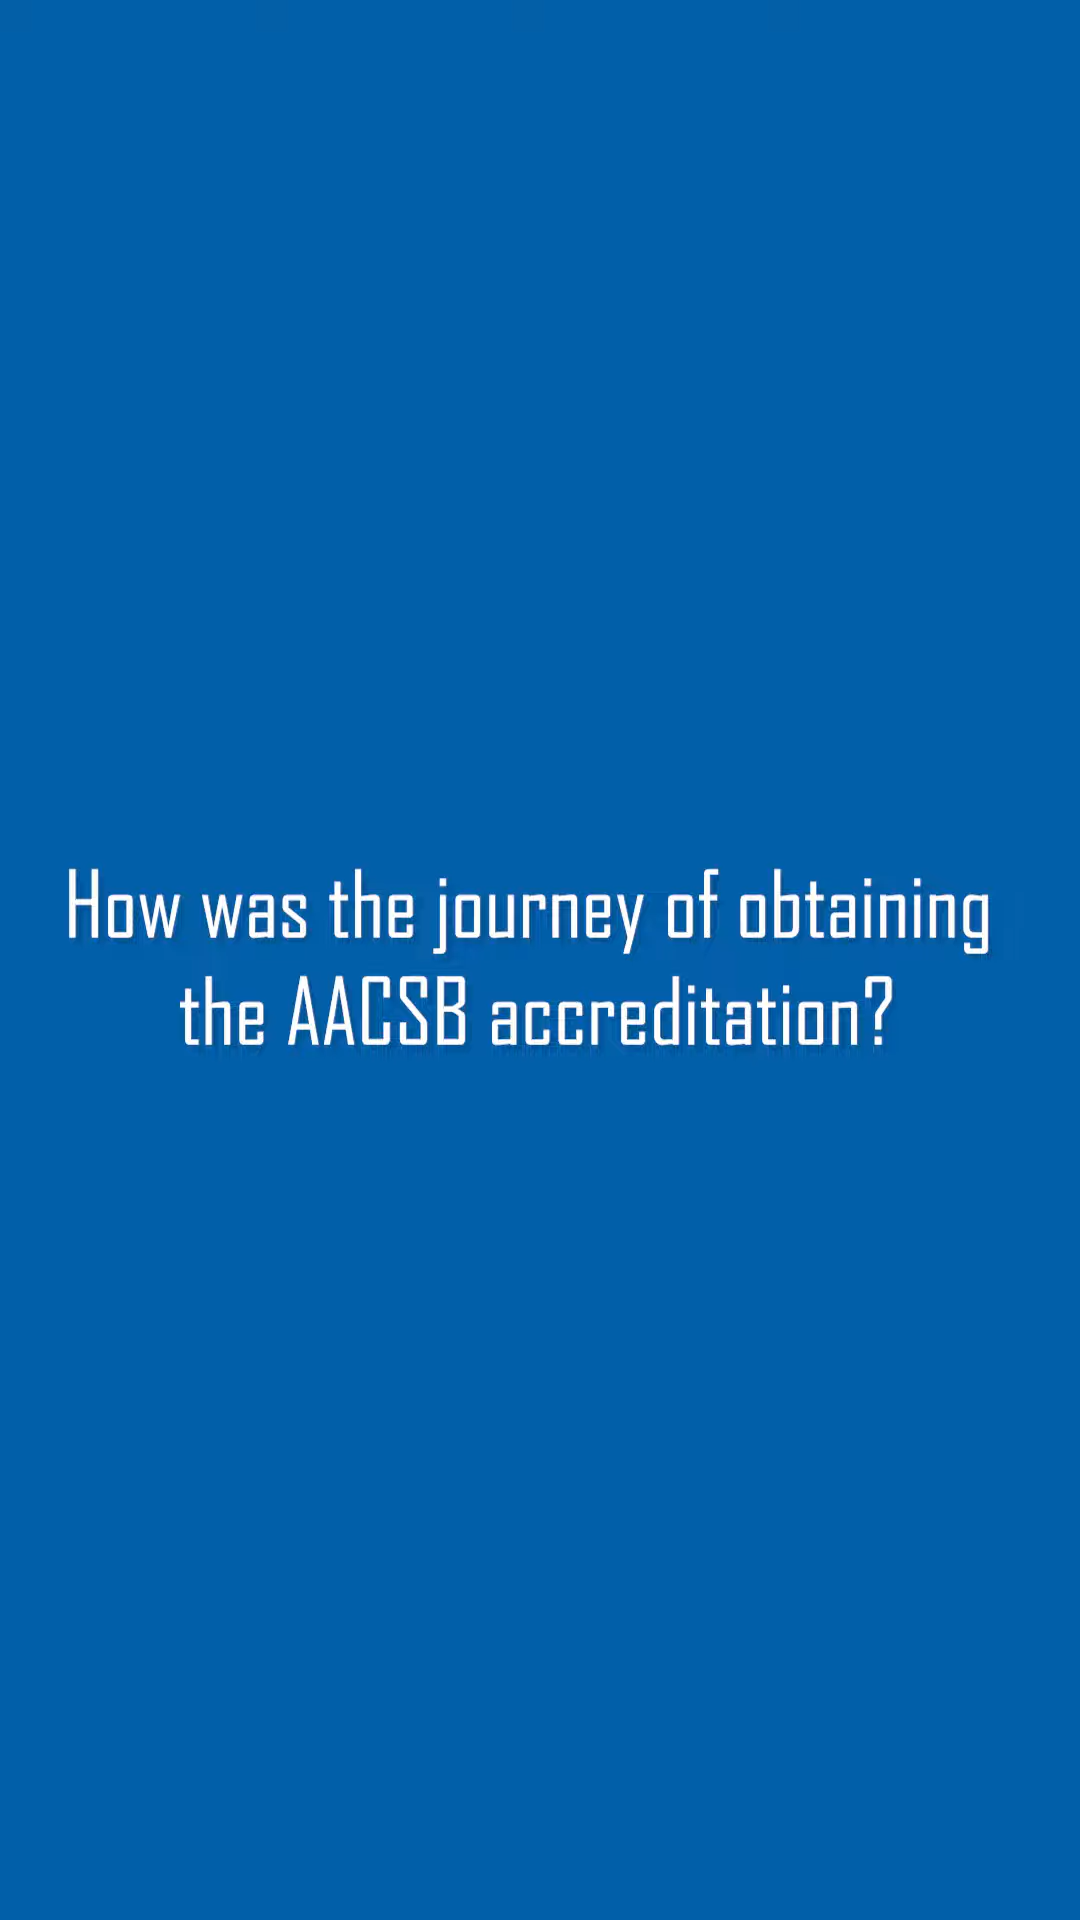 How was the journey of obtaining
the AACSB accreditation?